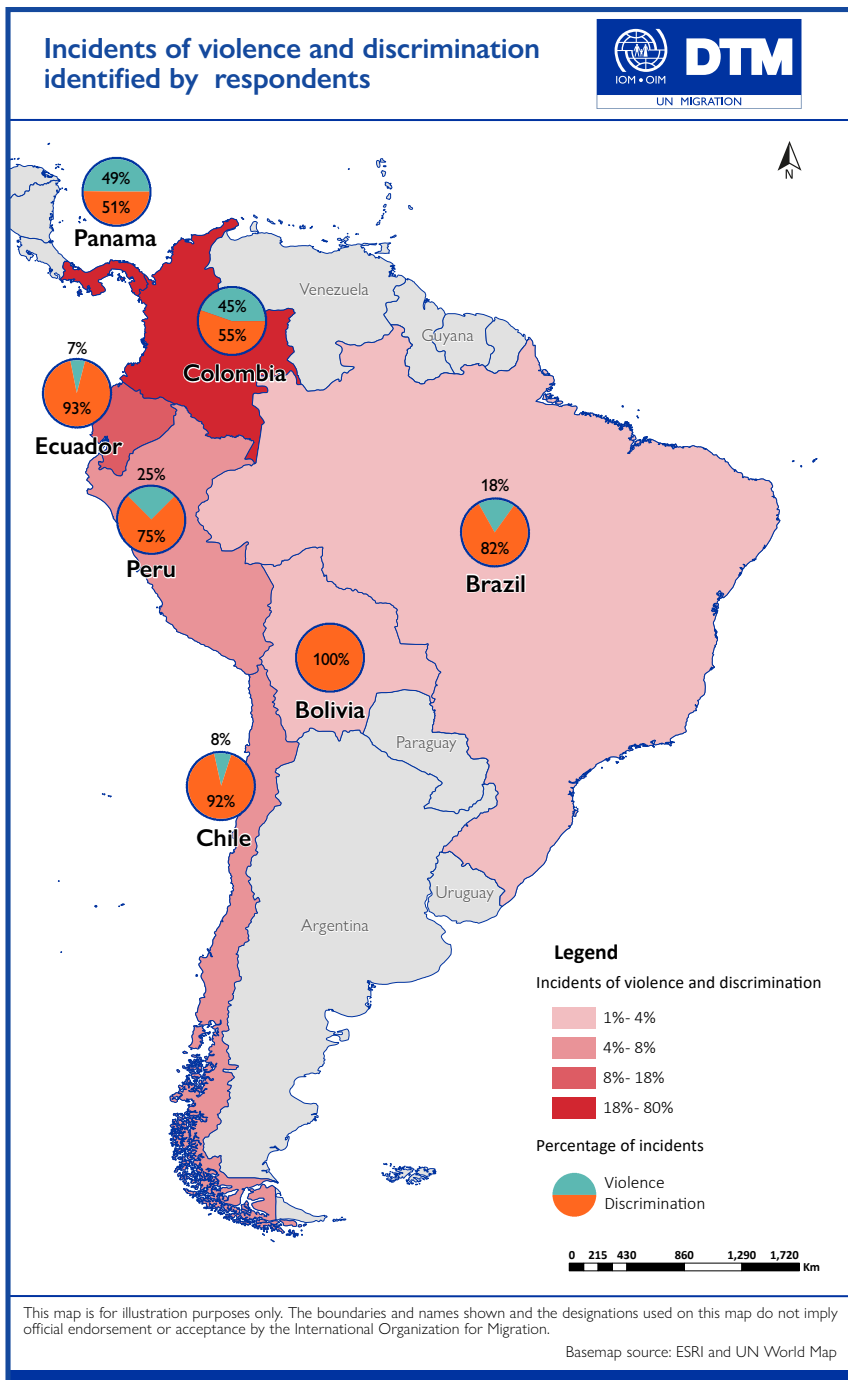 Incidents of violence and discrimination
identified by respondents
IOM • OIM
DTM
UN MIGRATION
N
49%
51%
Panama
Venezuela
Guyana
45%
55%
Colombia
7%
93%
Ecuador
25%
75%
Peru
18%
82%
Brazil
100%
Bolivia
Paraguay
8%
92%
Chile
Uruguay
Argentina
Legend
Incidents of violence and discrimination
1%- 4%
4%- 8%
8%- 18%
18%- 80%
Percentage of incidents
Violence
Discrimination
0 215 430 860 1,290 1,720
Km
This map is for illustration purposes only. The boundaries and names shown and the designations used on this map do not imply
official endorsement or acceptance by the International Organization for Migration.
Basemap source: ESRI and UN World Map